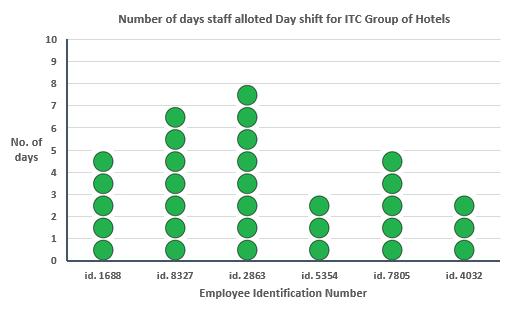 Number of days staff alloted Day shift for ITC Group of Hotels
10
9
8
7
6
5
4
3
2
1
0
No. of
days
id. 1688 id. 8327 id. 2863 id. 5354 id. 7805 id. 4032
Employee Identification Number